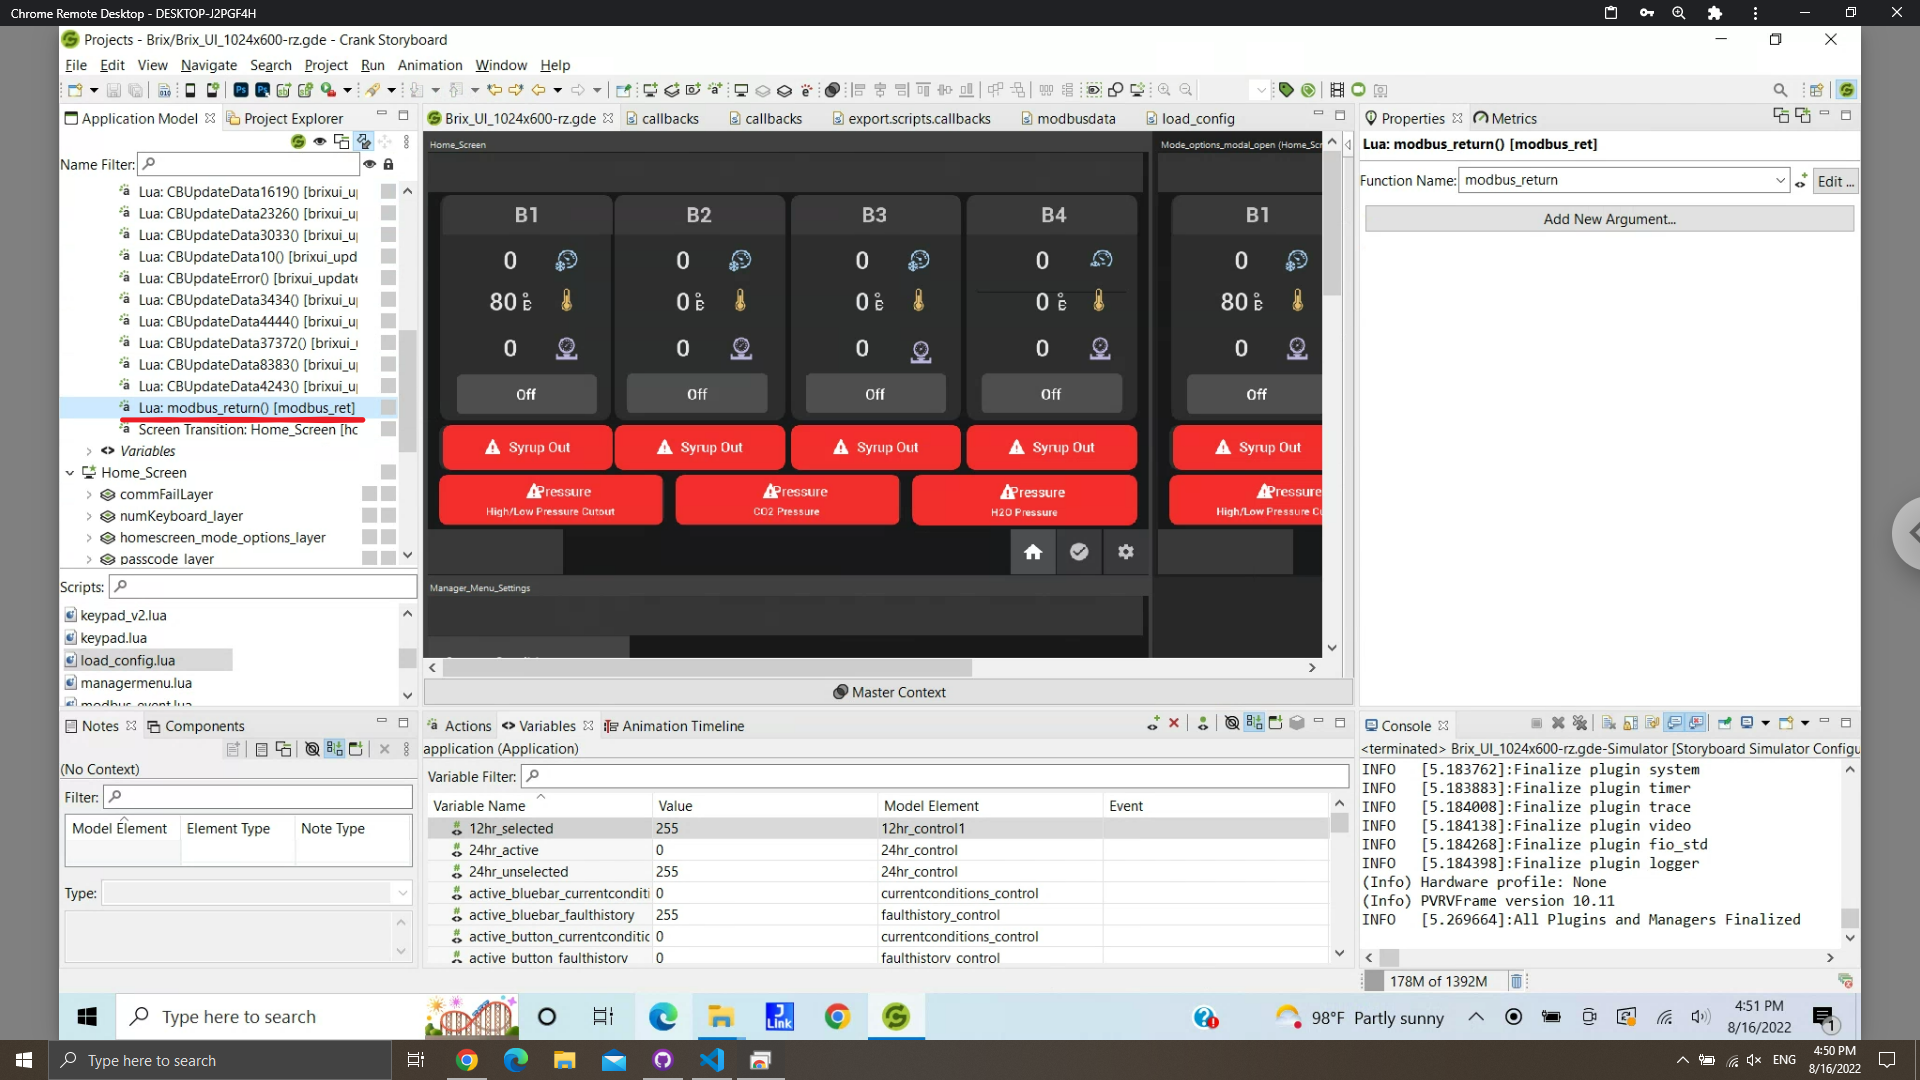 Chrome Remote Desktop - DESKTOP-J2PGF4H
Projects - Brix/Brix_UI_1024x600-rz.gde - Crank Storyboard
File Edit View Navigate Search Project Run Animation Window Help
Application Model
Project Explorer
Name Filter:
Lua: CBUpdateData1619() [brixui_u
Lua: CBUpdateData2326() [brixui_u
Lua: CBUpdateData3033() [brixui_u
Lua: CBUpdateData10() [brixui_upd
Lua: CBUpdateError() [brixui_update
Lua: CBUpdateData3434() [brixui_u
Lua: CBUpdateData4444() [brixui_u
Lua: CBUpdateData37372() [brixui_
Lua: CBUpdateData8383() [brixui_u
Lua: CBUpdateData4243() [brixui_u
Lua: modbus_return() [modbus_ret]
Screen Transition: Home_Screen [hc
Variables
Home_Screen
commFailLayer
numKeyboard_layer
homescreen_mode_options_layer
passcode_layer
Scripts:
keypad_v2.lua
keypad.lua
load_config.lua
managermenu.lua
modbus_event.lua
Notes
Components
(No Context)
Filter:
Model Element Element Type Note Type
Type:
Brix_UI_1024x600-rz.gde
callbacks
callbacks
export.scripts.callbacks
modbusdata
load_config
Home_Screen
Mode_options_modal_open (Home_Scr
B1 B2 B3 B4 B1
0 0 0 0 0
80 °F 0 °F 0 °F 0 °F 80 °F
0 0 0 0 0
Off Off Off Off Off
Syrup Out Syrup Out Syrup Out Syrup Out Syrup Out
Pressure Pressure Pressure Pressure
High/Low Pressure Cutout CO2 Pressure H2O Pressure High/Low Pressure Cu
Manager_Menu_Settings
Master Context
Actions
Variables
Animation Timeline
application (Application)
Variable Filter:
Variable Name Value Model Element Event
12hr_selected 255 12hr_control1
24hr_active 0 24hr_control
24hr_unselected 255 24hr_control
active_bluebar_currentconditi 0 currentconditions_control
active_bluebar_faulthistory 255 faulthistory_control
active_button_currentconditic 0 currentconditions_control
active_button_faulthistory 0 faulthistory_control
Properties
Metrics
Lua: modbus_return() [modbus_ret]
Function Name: modbus_return Edit ...
Add New Argument...
Console
<terminated> Brix_UI_1024x600-rz.gde-Simulator [Storyboard Simulator Configu
INFO [5.183762]:Finalize plugin system
INFO [5.183883]:Finalize plugin timer
INFO [5.184008]:Finalize plugin trace
INFO [5.184138]:Finalize plugin video
INFO [5.184268]:Finalize plugin fio_std
INFO [5.184398]:Finalize plugin logger
(Info) Hardware profile: None
(Info) PVRVFrame version 10.11
INFO [5.269664]:All Plugins and Managers Finalized
178M of 1392M
Type here to search
J
Link
98°F Partly sunny
4:51 PM
8/16/2022
1
Type here to search
ENG
4:50 PM
8/16/2022